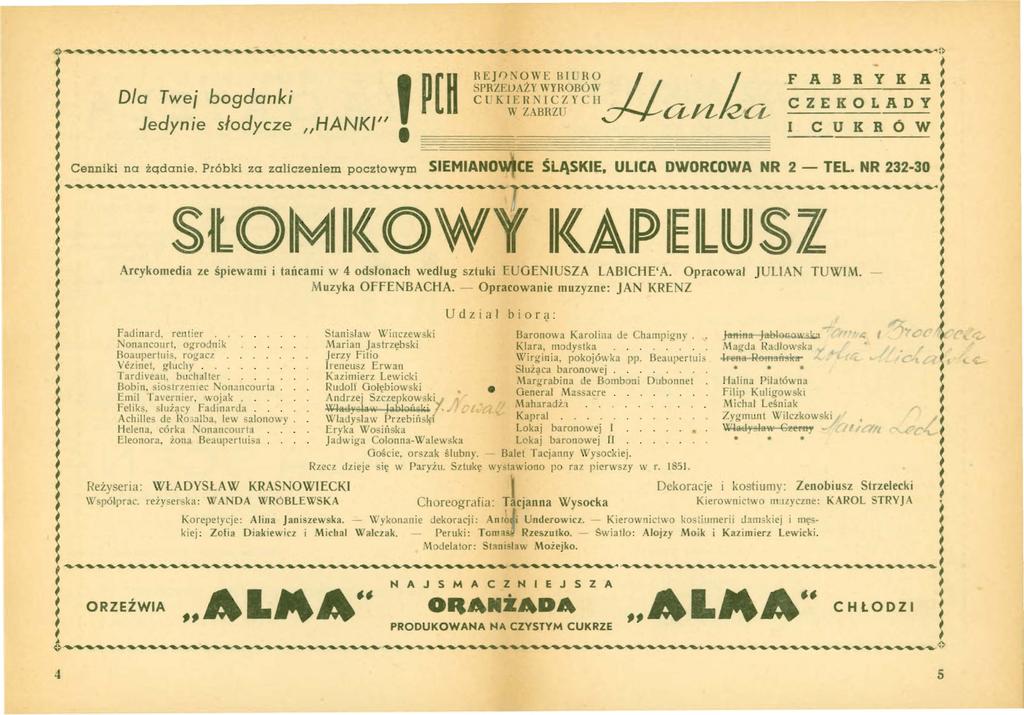 Dla Twej bogdanki
Jedynie słodycze „HANKI" !
PCH
REJONOWE BIURO
SPRZEDAŻY WYROBÓW
CUKIERNICZYCH
W ZABRZU
Hanka
FABRYKA
CZEKOLADY
I CUKRÓW
Cenniki na żądanie. Próbki za zaliczeniem pocztowym SIEMIANOWICE ŚLĄSKIE, ULICA DWORCOWA NR 2 — TEL. NR 232-30
SŁOMKOWY KAPELUSZ
Arcykomedia ze śpiewami i tańcami w 4 odsłonach według sztuki EUGENIUSZA LABICHE'A. Opracował JULIAN TUWIM. —
Muzyka OFFENBACHA. — Opracowanie muzyzne: JAN KRENZ
Udział biorą:
Fadinard, rentier . . . . . . . Stanisław Winczewski
Nonancourt, ogrodnik . . . . . . Marian Jastrzębski
Boaupertuis, rogacz . . . . . . . Jerzy Filio
Vézinet, głuchy . . . . . . . . Ireneusz Erwan
Tardiveau, buchalter . . . . . . . Kazimierz Lewicki
Bobin, siostrzeniec Nonancourta . . . Rudolf Gołębiowski
Emil Tavernier, wojak . . . . . . Andrzej Szczepkowski
Feliks, służący Fadinarda . . . . . Władysław Jabłoński J. Nowak
Achilles de Rosalba, lew salonowy . . Władysław Przebiński
Helena, córka Nonancourta . . . . Eryka Wosińska
Eleonora, żona Beaupertuisa . . . . Jadwiga Colonna-Walewska
Baronowa Karolina de Champigny . . Janina Jabłonowska Hanna Brochocka
Klara, modystka . . . . . . . . Magda Radłowska
Wirginia, pokojówka pp. Beaupertuis . Irena Romańska Zofia
Służąca baronowej . . . . . . . * * *
Margrabina de Bomboni Dubonnet . Halina Piłatówna
General Massacre . . . . . . . . Filip Kuligowski
Maharadża . . . . . . . . . . Michał Leśniak
Kapral . . . . . . . . . . . Zygmunt Wilczkowski
Lokaj baronowej I . . . . . . . Władysław Czerny Marian Lech
Lokaj baronowej II . . . . . . . * * *
Goście, orszak ślubny. — Balet Tacjanny Wysockiej.
Rzecz dzieje się w Paryżu. Sztukę wystawiono po raz pierwszy w r. 1851.
Reżyseria: WŁADYSŁAW KRASNOWIECKI
Współprac. reżyserska: WANDA WRÓBLEWSKA
Choreografia: Tacjanna Wysocka
Dekoracje i kostiumy: Zenobiusz Strzelecki
Kierownictwo muzyczne: KAROL STRYJA
Korepetycje: Alina Janiszewska. — Wykonanie dekoracji: Antoni Underowicz. — Kierownictwo kostiumerii damskiej i męs-
kiej: Zofia Diakiewicz i Michał Walczak. — Peruki: Tomasz Rzeszutko. — Światło: Alojzy Moik i Kazimierz Lewicki.
Modelator: Stanisław Możejko.
NAJSMACZNIEJSZA
ORZEŹWIA „ALMA" ORANŻADA „ALMA" CHŁODZI
PRODUKOWANA NA CZYSTYM CUKRZE
4
5